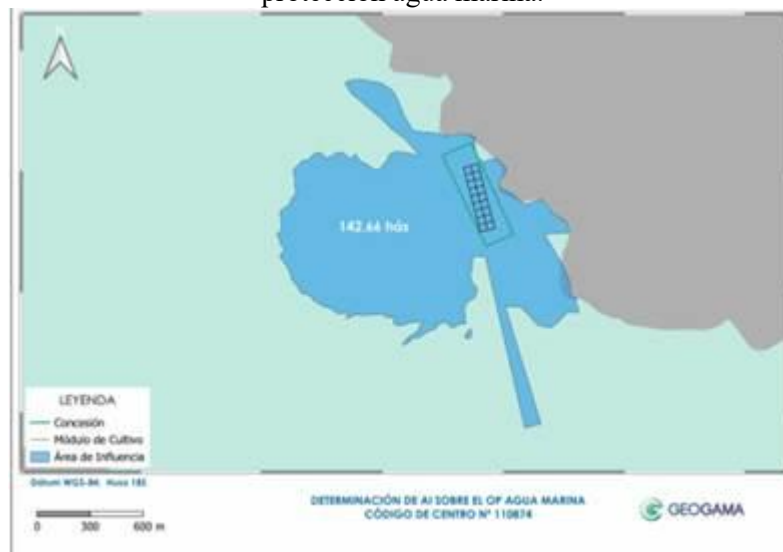 protección agua marina.
142.66 hás
LEYENDA
Concesión
Módulo de Cultivo
Área de Influencia
Datum WGS-84 Huso 18S
0 300 600 m
DETERMINACIÓN DE AI SOBRE EL OP AGUA MARINA
CÓDIGO DE CENTRO N° 110874
GEOGAMA